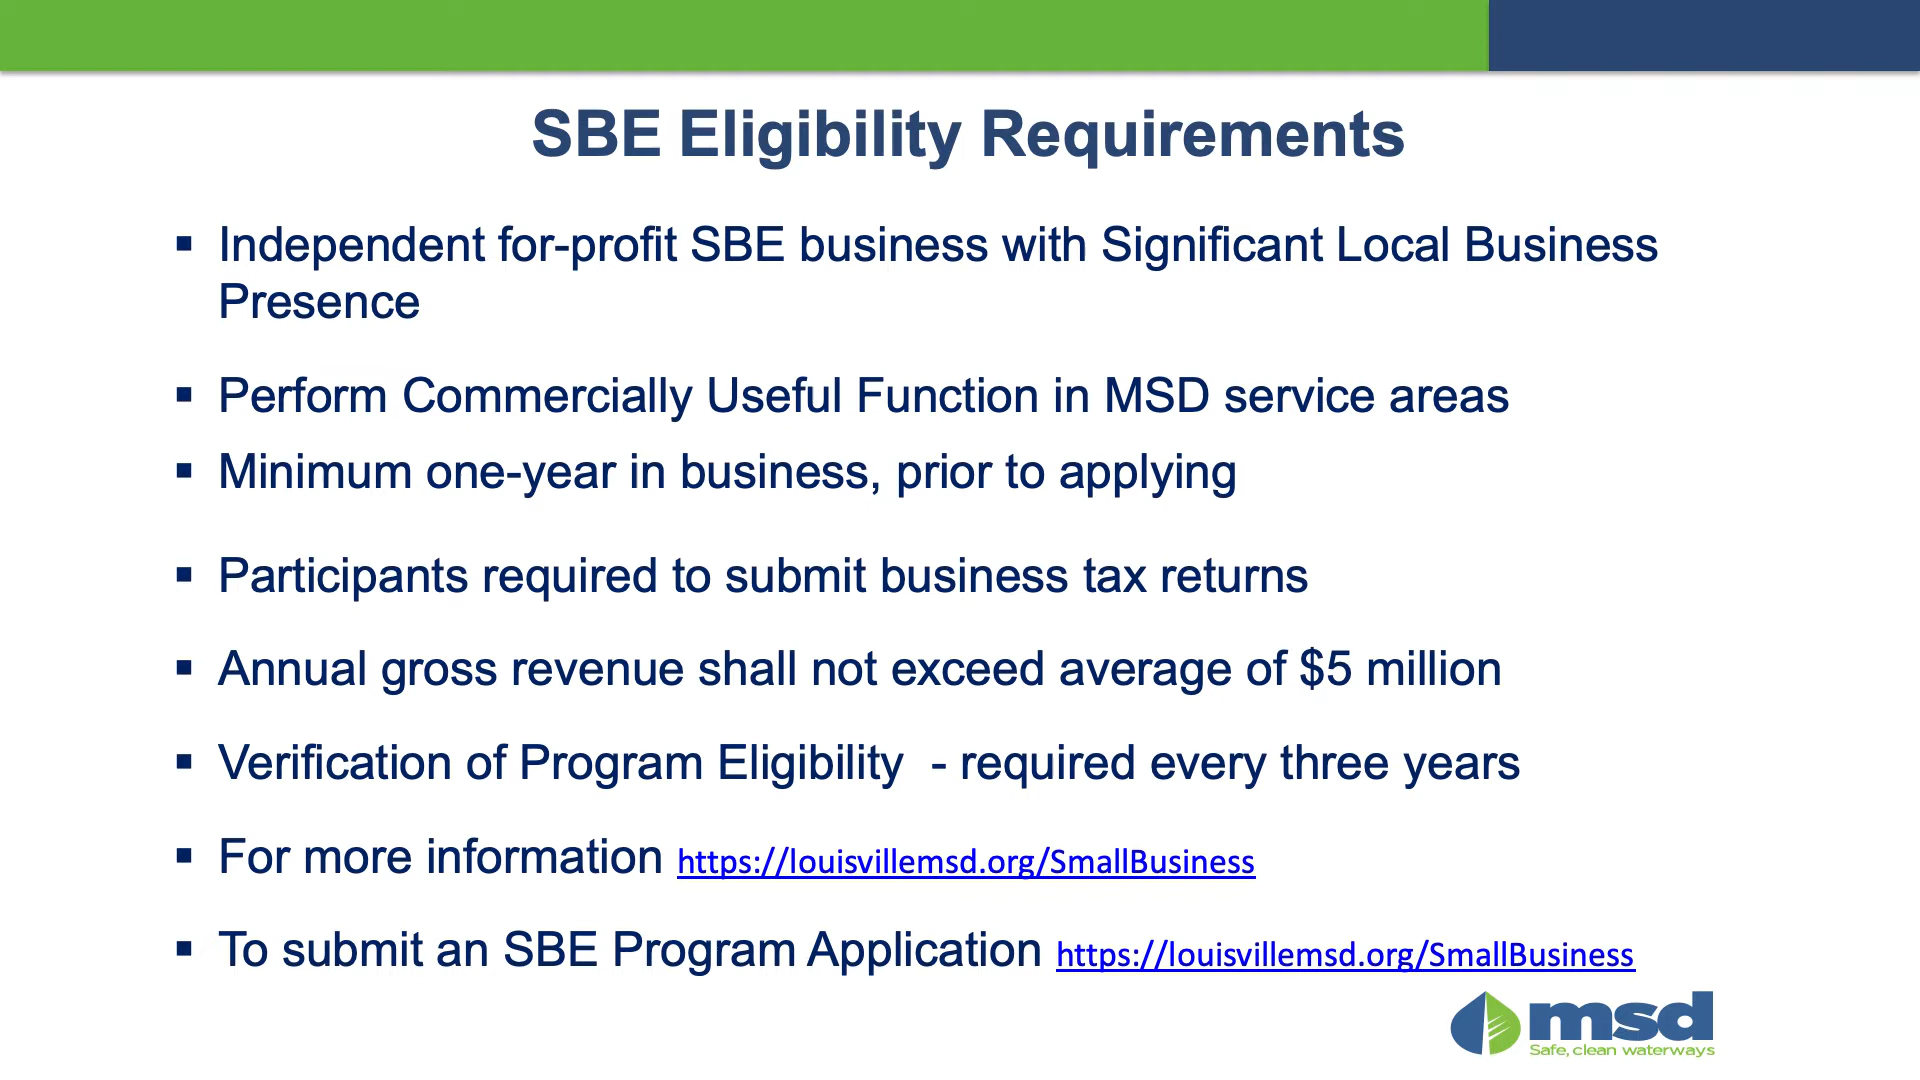 SBE Eligibility Requirements
▪ Independent for-profit SBE business with Significant Local Business
Presence
▪ Perform Commercially Useful Function in MSD service areas
▪ Minimum one-year in business, prior to applying
▪ Participants required to submit business tax returns
▪ Annual gross revenue shall not exceed average of $5 million
▪ Verification of Program Eligibility  - required every three years
▪ For more information https://louisvillemsd.org/SmallBusiness
▪ To submit an SBE Program Application https://louisvillemsd.org/SmallBusiness
msd
Safe, clean waterways